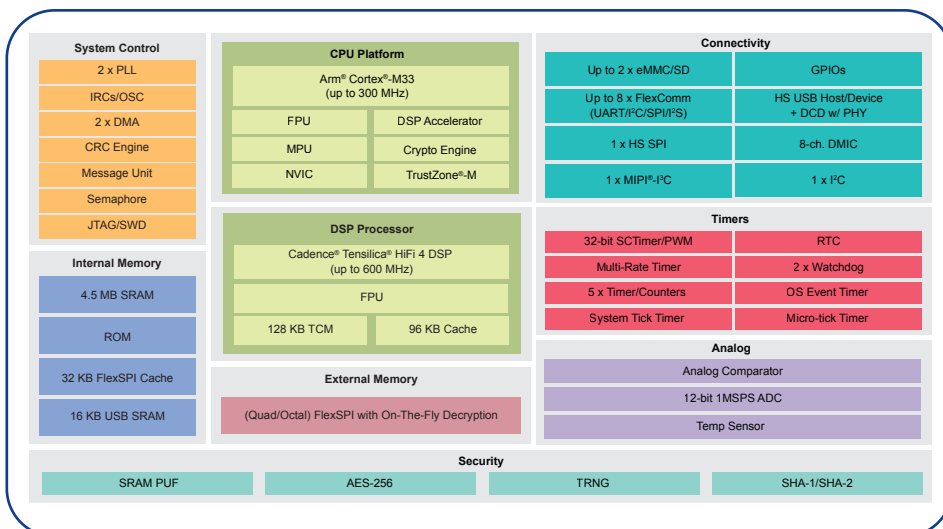 System Control
2 x PLL
IRCs/OSC
2 x DMA
CRC Engine
Message Unit
Semaphore
JTAG/SWD
Internal Memory
4.5 MB SRAM
ROM
32 KB FlexSPI Cache
16 KB USB SRAM
CPU Platform
Arm® Cortex®-M33
(up to 300 MHz)
FPU
DSP Accelerator
MPU
Crypto Engine
NVIC
TrustZone®-M
DSP Processor
Cadence® Tensilica® HiFi 4 DSP
(up to 600 MHz)
FPU
128 KB TCM
96 KB Cache
External Memory
(Quad/Octal) FlexSPI with On-The-Fly Decryption
Connectivity
Up to 2 x eMMC/SD
GPIOs
Up to 8 x FlexComm
(UART/I²C/SPI/I²S)
HS USB Host/Device
+ DCD w/ PHY
1 x HS SPI
8-ch. DMIC
1 x MIPI®-I³C
1 x I²C
Timers
32-bit SCTimer/PWM
RTC
Multi-Rate Timer
2 x Watchdog
5 x Timer/Counters
OS Event Timer
System Tick Timer
Micro-tick Timer
Analog
Analog Comparator
12-bit 1MSPS ADC
Temp Sensor
Security
SRAM PUF
AES-256
TRNG
SHA-1/SHA-2